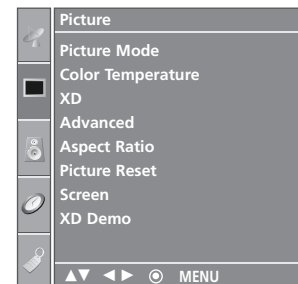 Picture
Picture Mode
Color Temperature
XD
Advanced
Aspect Ratio
Picture Reset
Screen
XD Demo
▲▼ ◄► ⦿ MENU